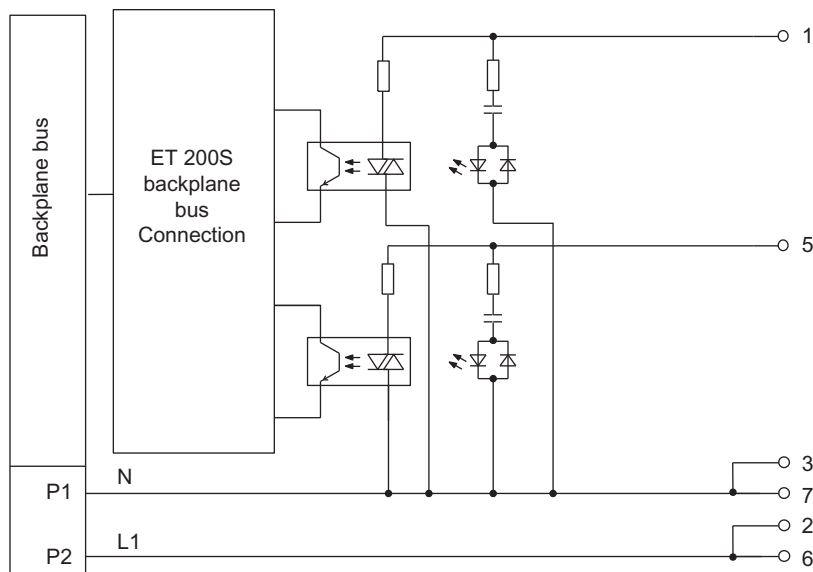 Backplane bus
ET 200S
backplane
bus
Connection
1
5
N
P1
3
7
L1
P2
2
6